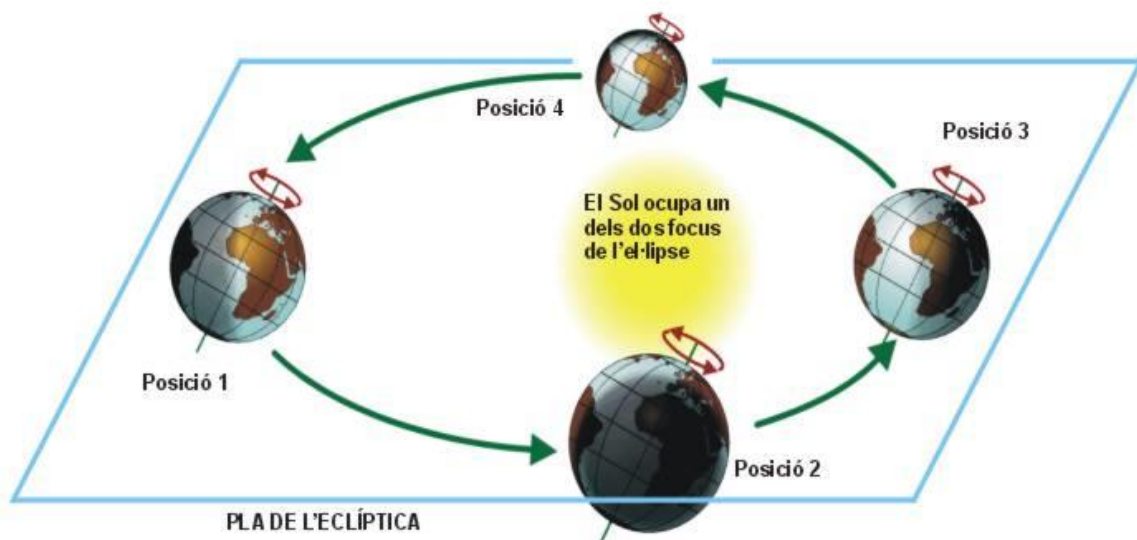 Posició 4
Posició 3
El Sol ocupa un
dels dos focus
de l'el·lipse
Posició 1
Posició 2
PLA DE L'ECLÍPTICA